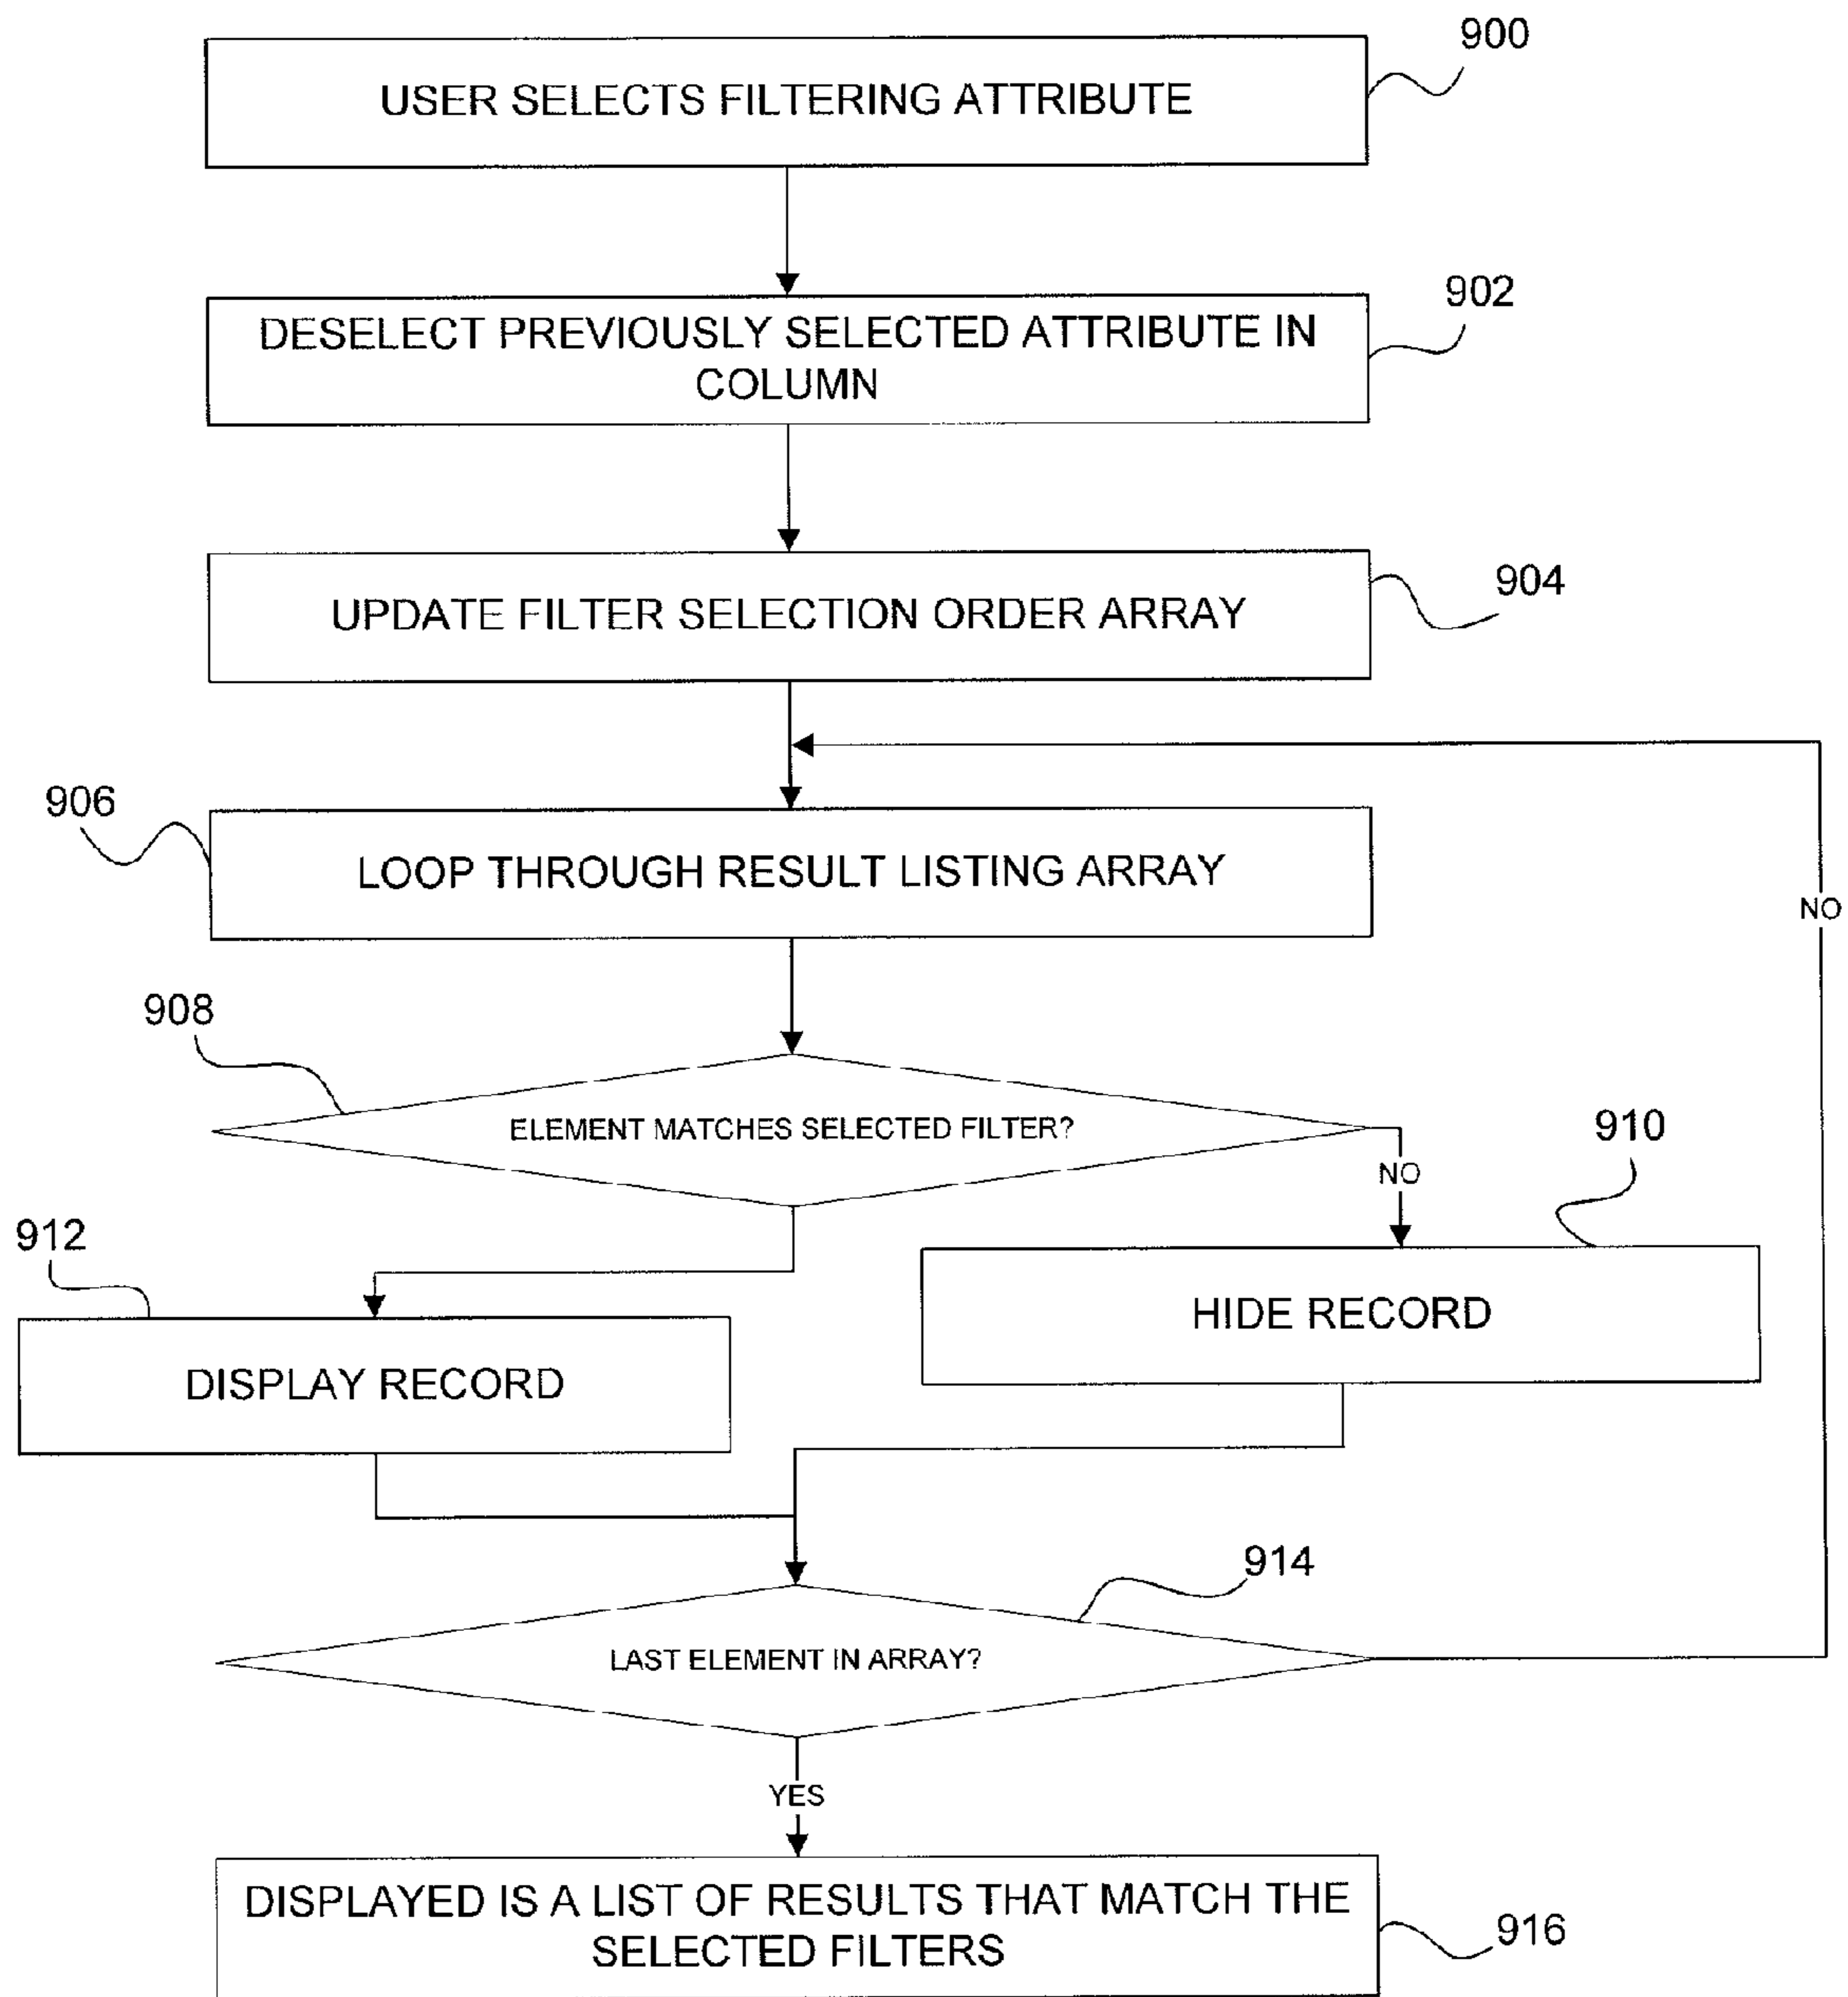 900
USER SELECTS FILTERING ATTRIBUTE
902
DESELECT PREVIOUSLY SELECTED ATTRIBUTE IN
COLUMN
904
UPDATE FILTER SELECTION ORDER ARRAY
906
LOOP THROUGH RESULT LISTING ARRAY
NO
908
ELEMENT MATCHES SELECTED FILTER?
910
NO
912
HIDE RECORD
DISPLAY RECORD
914
LAST ELEMENT IN ARRAY?
YES
DISPLAYED IS A LIST OF RESULTS THAT MATCH THE
SELECTED FILTERS
916